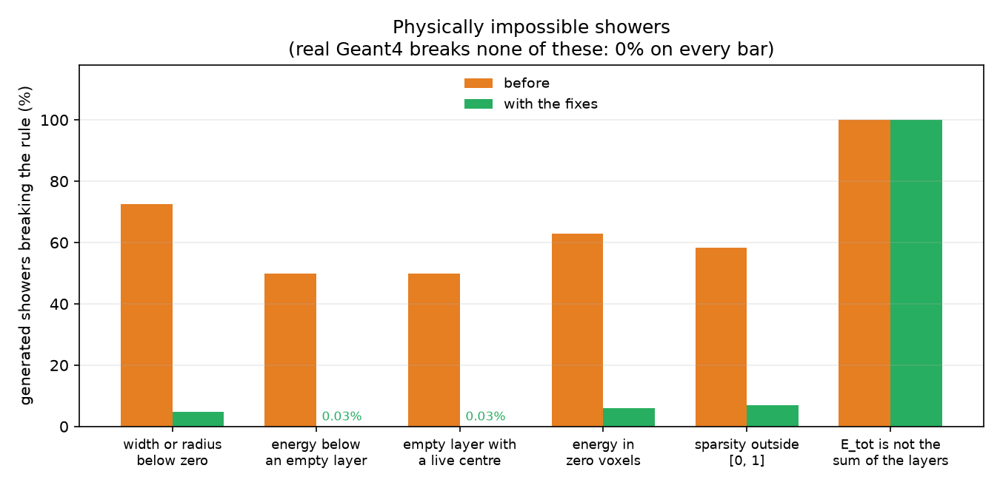 Physically impossible showers
(real Geant4 breaks none of these: 0% on every bar)
generated showers breaking the rule (%)
before
with the fixes
100
80
60
40
20
0
0.03%
0.03%
width or radius
below zero
energy below
an empty layer
empty layer with
a live centre
energy in
zero voxels
sparsity outside
[0, 1]
E_tot is not the
sum of the layers